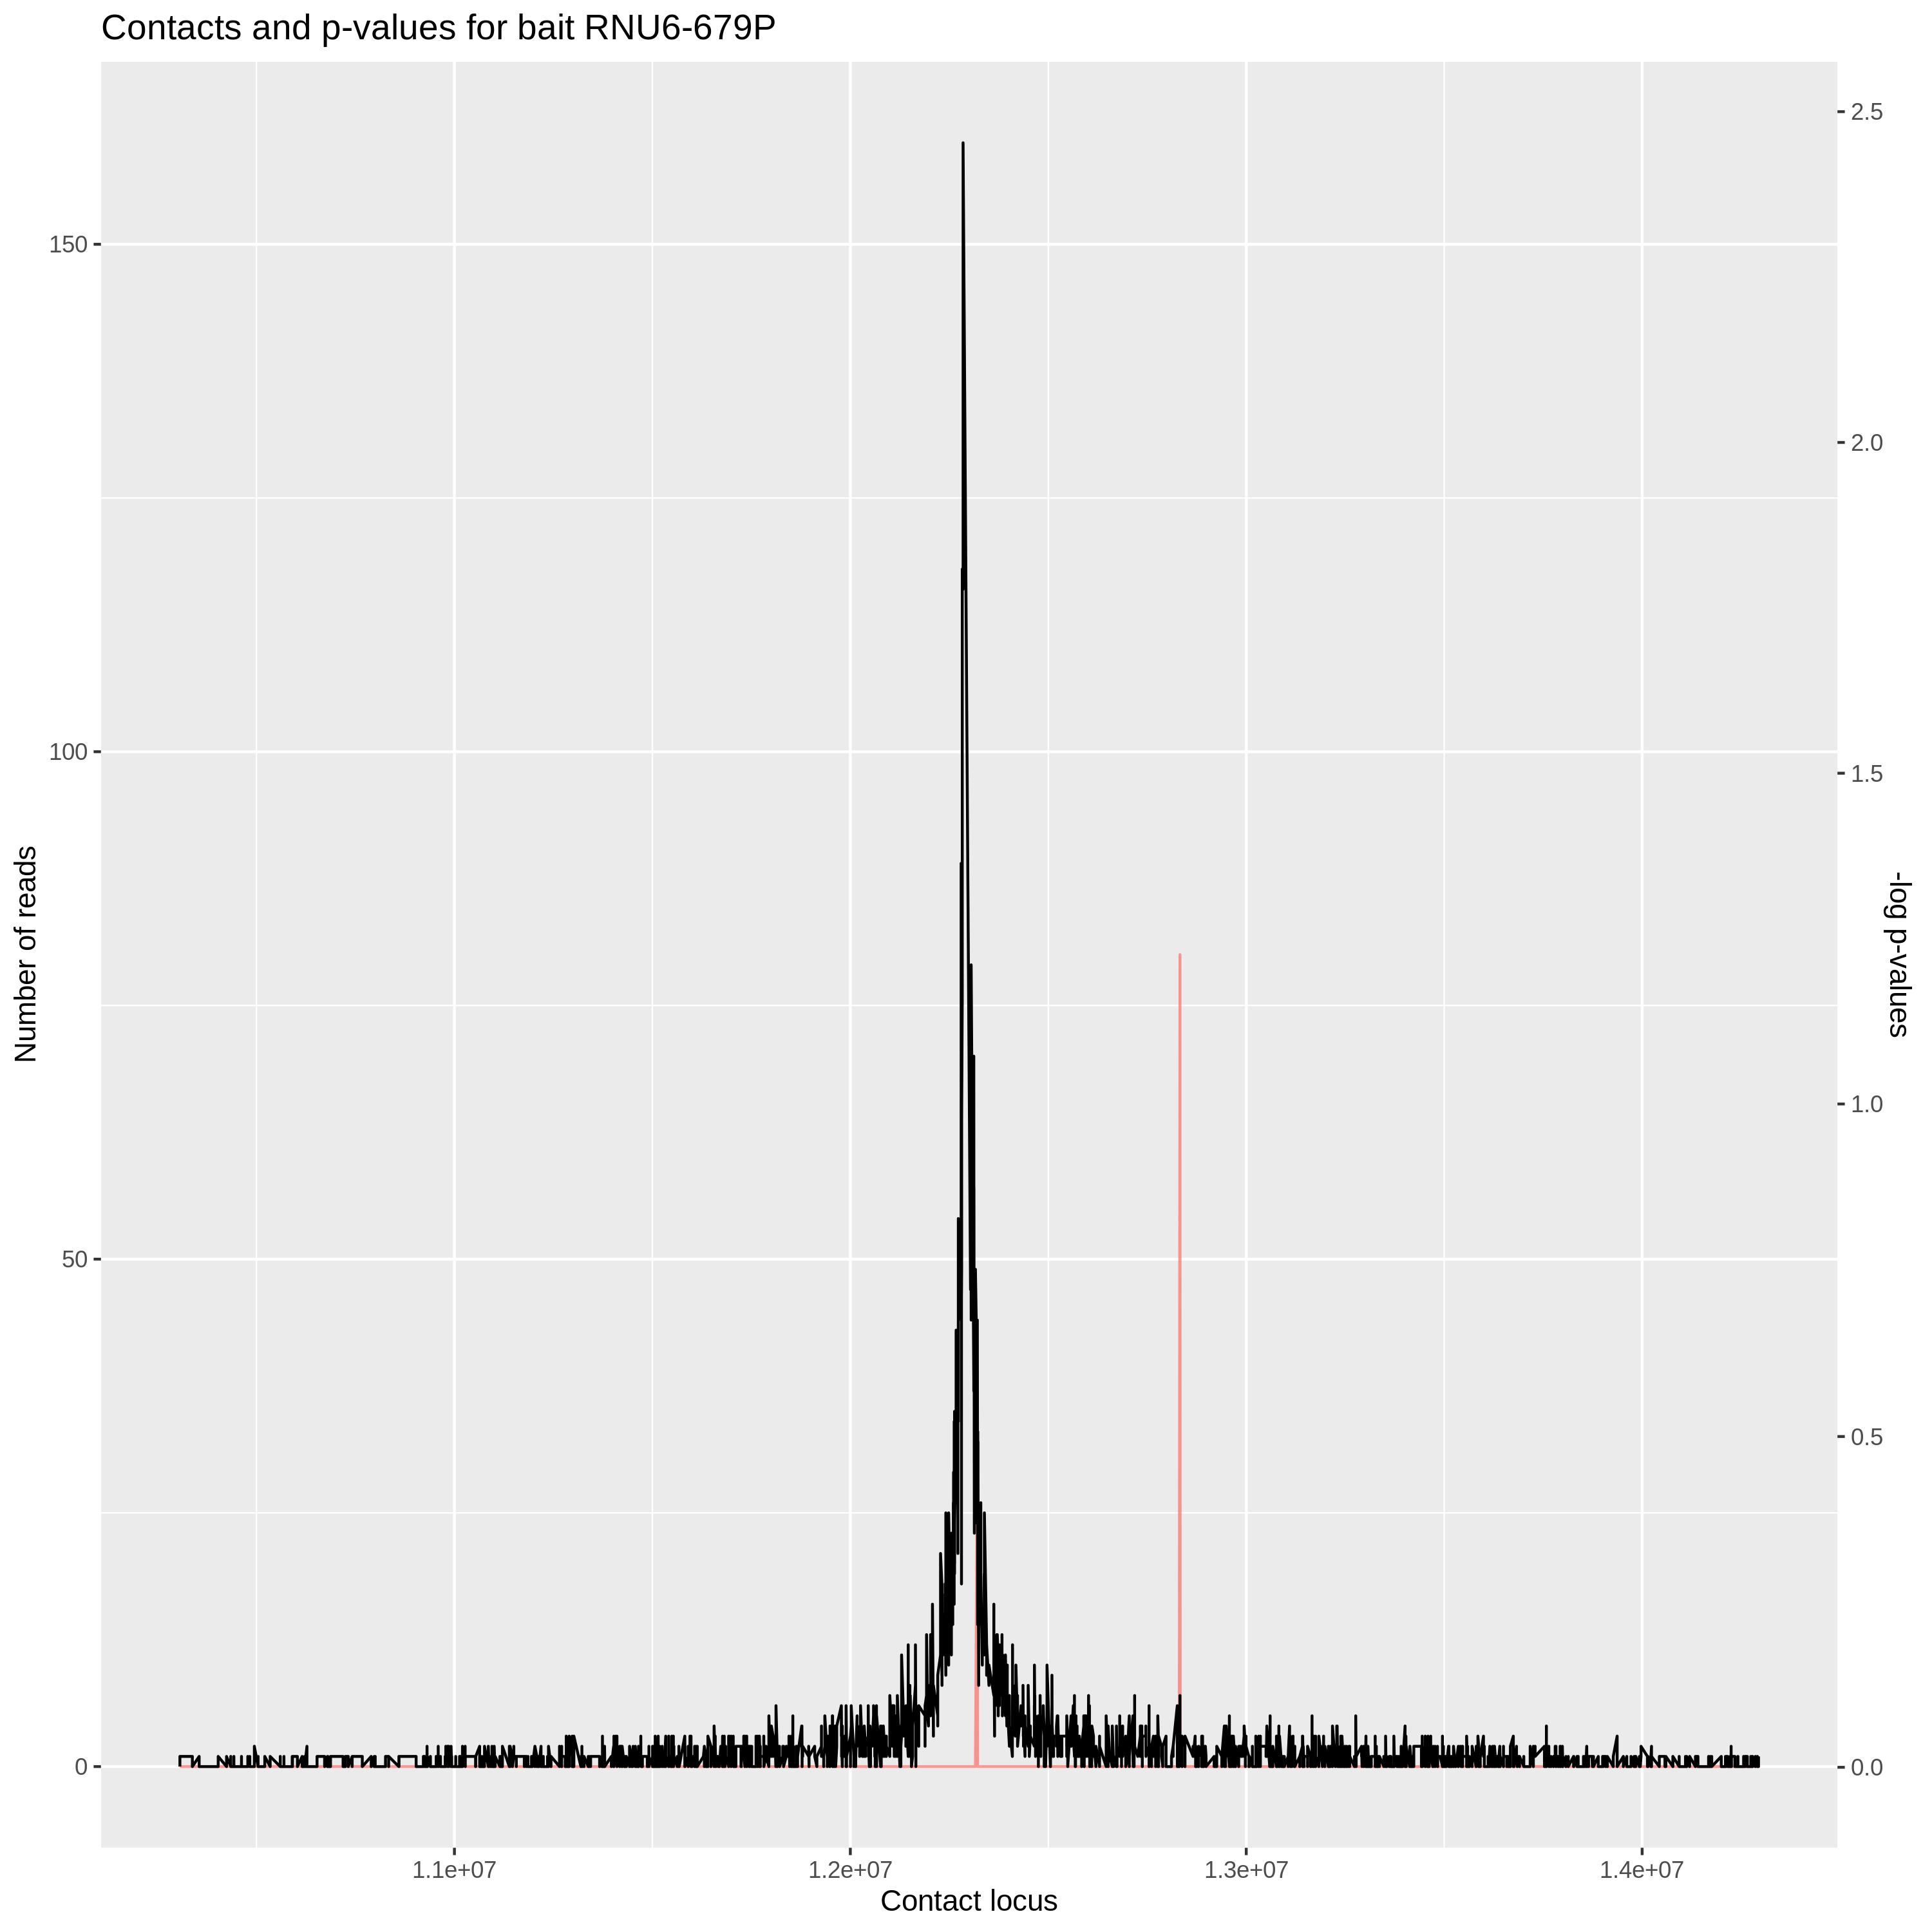 Contacts and p-values for bait RNU6-679P
150
100
50
0
Number of reads
2.5
2.0
1.5
1.0
0.5
0.0
-log p-values
1.1e+07
1.2e+07
1.3e+07
1.4e+07
Contact locus